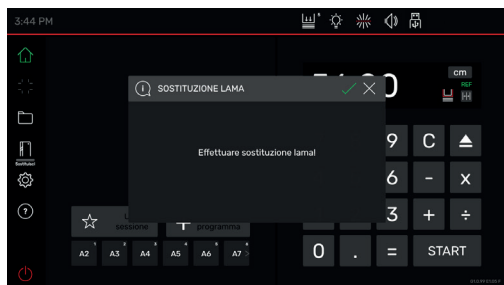 3:44 PM
SOSTITUZIONE LAMA
cm
REF
Effettuare sostituzione lama!
9
C
6
-
X
sessione
programma
3
+
÷
A2
A3
A4
A5
A6
A7 >
0
.
=
START